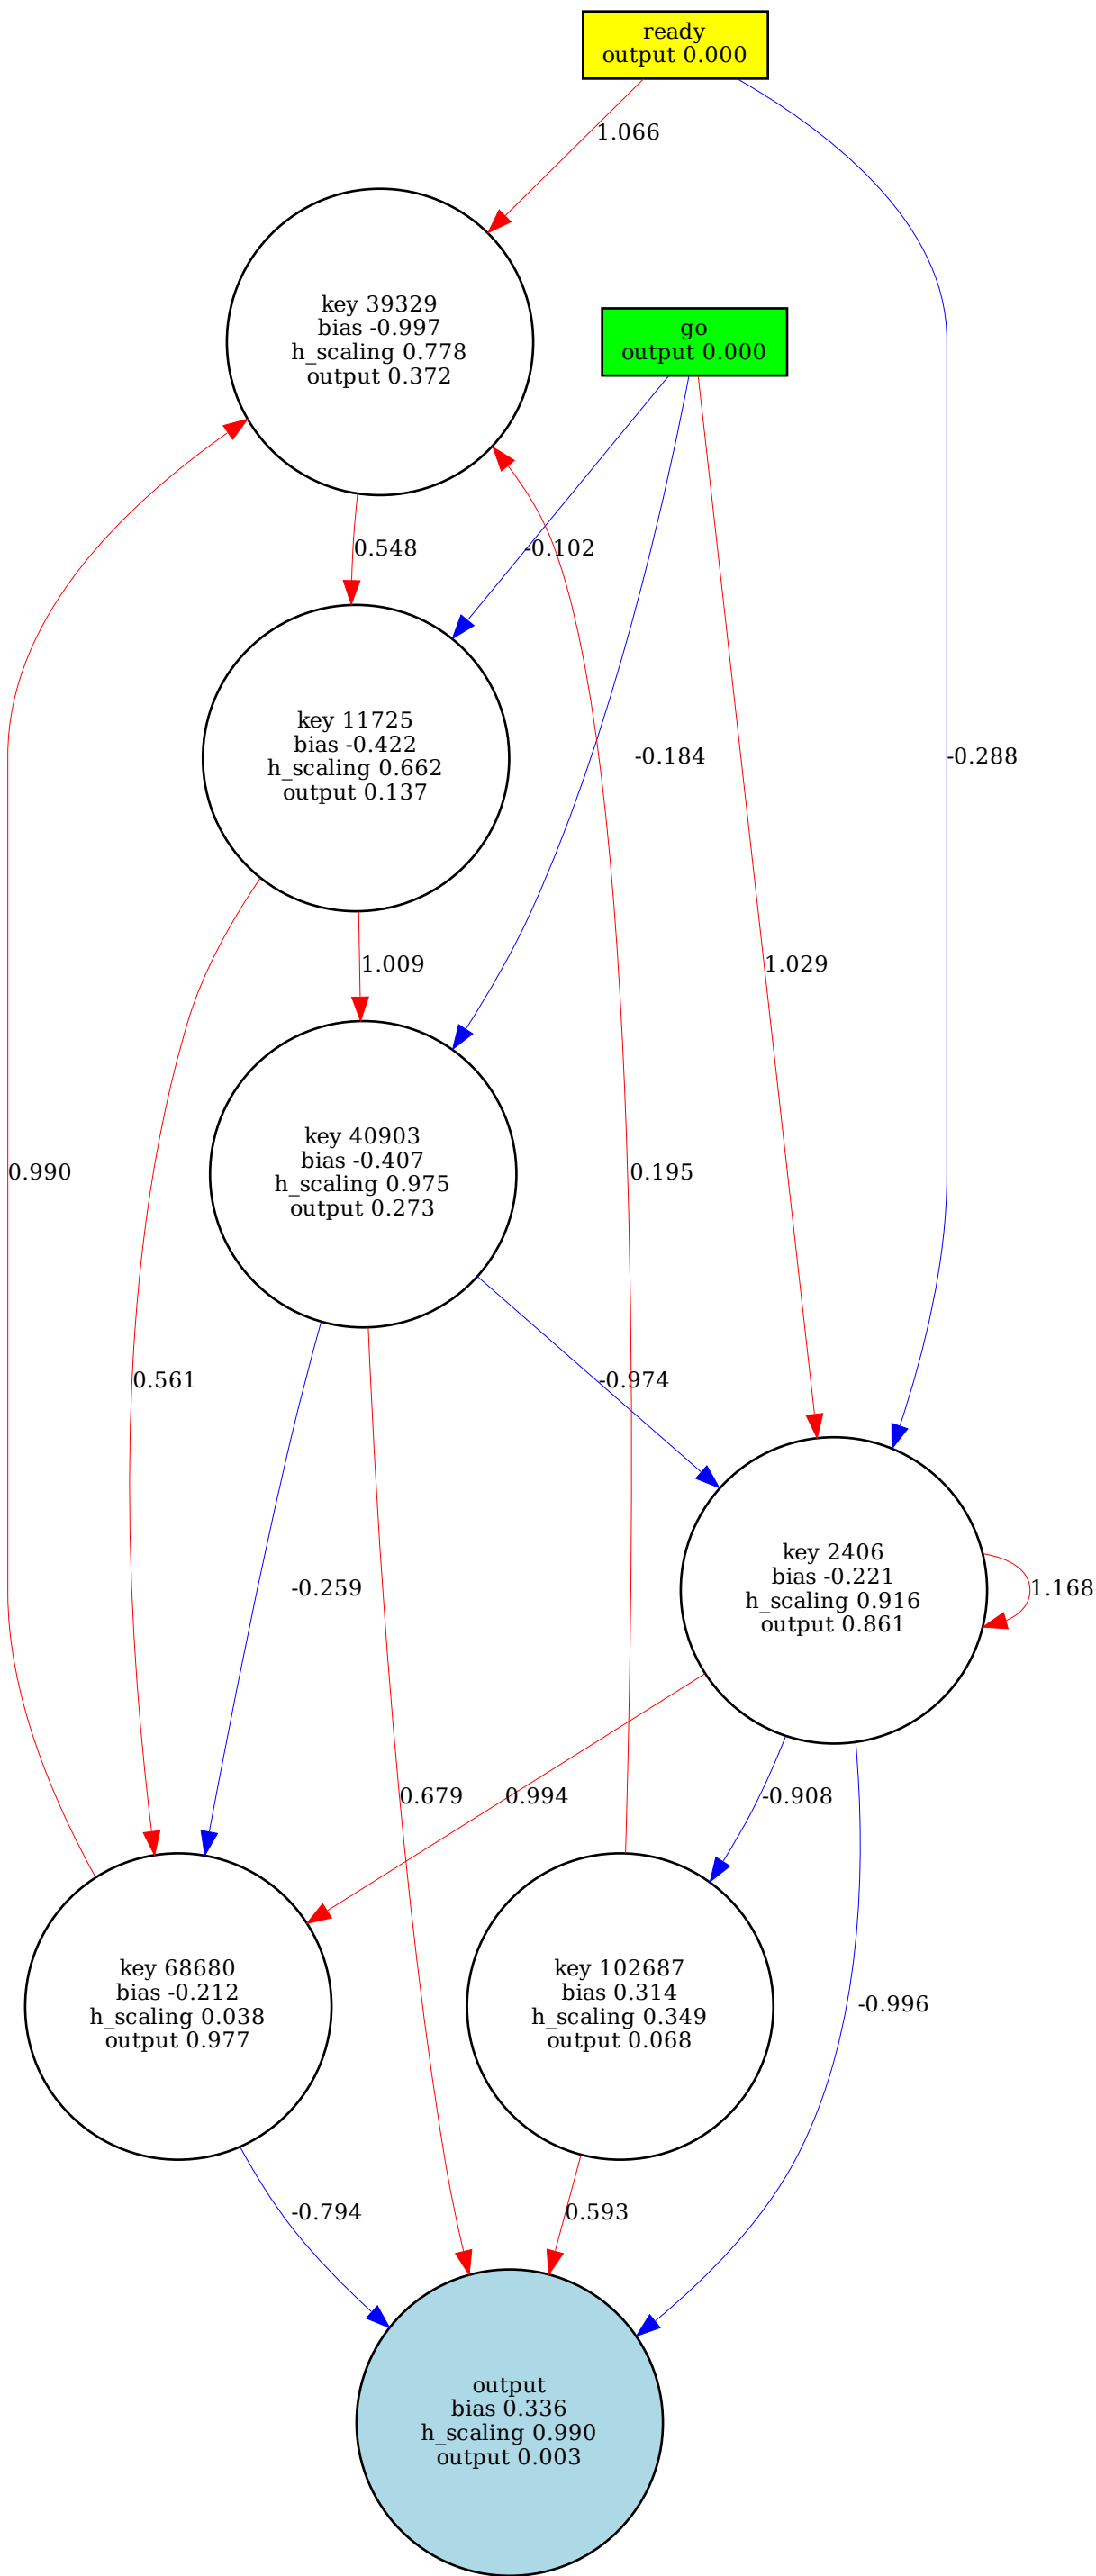 ready
output 0.000
1.066
key 39329
bias -0.997
h_scaling 0.778
output 0.372
go
output 0.000
0.548
-0.102
key 11725
bias -0.422
h_scaling 0.662
output 0.137
-0.184
-0.288
1.009
1.029
key 40903
bias -0.407
h_scaling 0.975
output 0.273
0.990
0.195
0.561
-0.974
key 2406
bias -0.221
h_scaling 0.916
output 0.861
-0.259
1.168
0.679
0.994
-0.908
key 68680
bias -0.212
h_scaling 0.038
output 0.977
key 102687
bias 0.314
h_scaling 0.349
output 0.068
-0.996
-0.794
0.593
output
bias 0.336
h_scaling 0.990
output 0.003